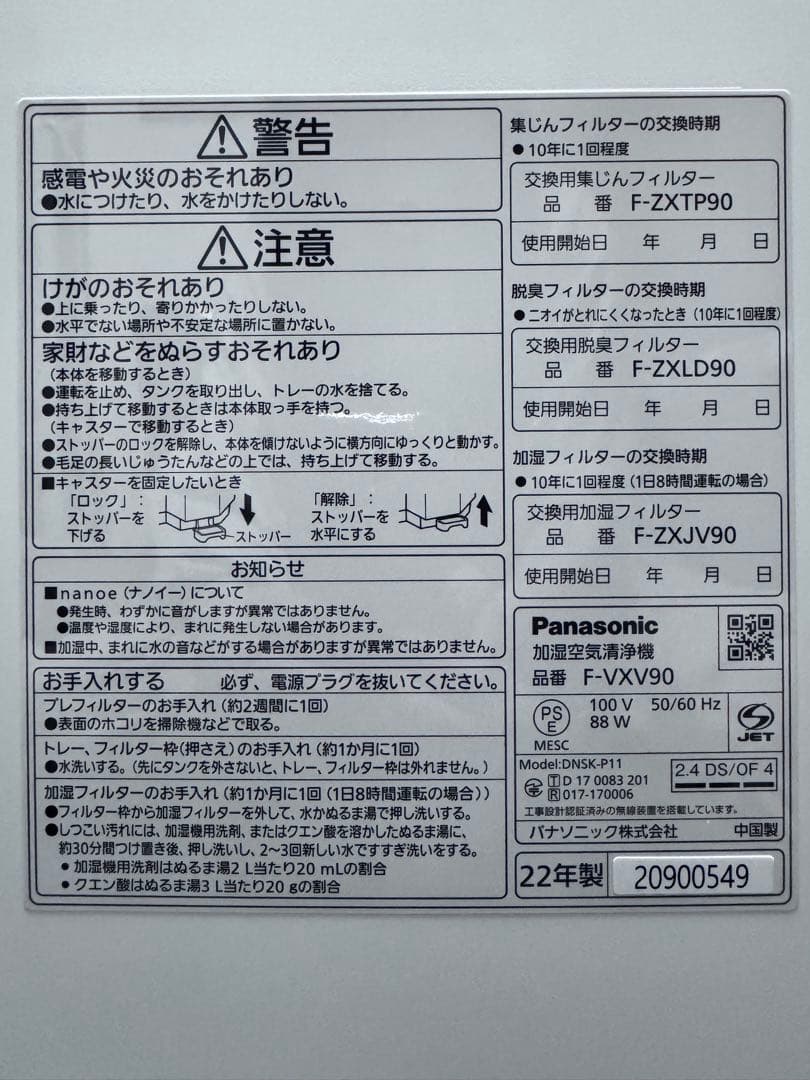 警告
感電や火災のおそれあり
●水につけたり、水をかけたりしない。
注意
けがのおそれあり
●上に乗ったり、寄りかかったりしない。
●水平でない場所や不安定な場所に置かない。
家財などをぬらすおそれあり
(本体を移動するとき)
●運転を止め、タンクを取り出し、トレーの水を捨てる。
●持ち上げて移動するときは本体取っ手を持つ。
(キャスターで移動するとき)
●ストッパーのロックを解除し、本体を傾けないように横方向にゆっくりと動かす。
●毛足の長いじゅうたんなどの上では、持ち上げて移動する。
■キャスターを固定したいとき
「ロック」:
ストッパーを
下げる
ストッパー
「解除」:
ストッパーを
水平にする
お知らせ
■nanoe(ナノイー)について
●発生時、わずかに音がしますが異常ではありません。
●温度や湿度により、まれに発生しない場合があります。
■加湿中、まれに水の音などがする場合がありますが異常ではありません。
お手入れする 必ず、電源プラグを抜いてください。
プレフィルターのお手入れ(約2週間に1回)
●表面のホコリを掃除機などで取る。
トレー、フィルター枠(押さえ)のお手入れ(約1か月に1回)
●水洗いする。(先にタンクを外さないと、トレー、フィルター枠は外れません。)
加湿フィルターのお手入れ(約1か月に1回(1日8時間運転の場合))
●フィルター枠から加湿フィルターを外して、水かぬるま湯で押し洗いする。
●しつこい汚れには、加湿機用洗剤、またはクエン酸を溶かしたぬるま湯に、
約30分間つけ置き後、押し洗いし、2~3回新しい水ですすぎ洗いをする。
• 加湿機用洗剤はぬるま湯2 L当たり20 mLの割合
• クエン酸はぬるま湯3 L当たり20 gの割合
集じんフィルターの交換時期
●10年に1回程度
交換用集じんフィルター
品 番 F-ZXTP90
使用開始日 年 月 日
脱臭フィルターの交換時期
●ニオイがとれにくくなったとき(10年に1回程度)
交換用脱臭フィルター
品 番 F-ZXLD90
使用開始日 年 月 日
加湿フィルターの交換時期
●10年に1回程度(1日8時間運転の場合)
交換用加湿フィルター
品 番 F-ZXJV90
使用開始日 年 月 日
Panasonic
加湿空気清浄機
品番 F-VXV90
PS
E
MESC
100 V 50/60 Hz
88 W
JET
Model:DNSK-P11
T D 17 0083 201
R 017-170006
2.4 DS/OF 4
工事設計認証済みの無線装置を搭載しています。
パナソニック株式会社 中国製
22年製 20900549